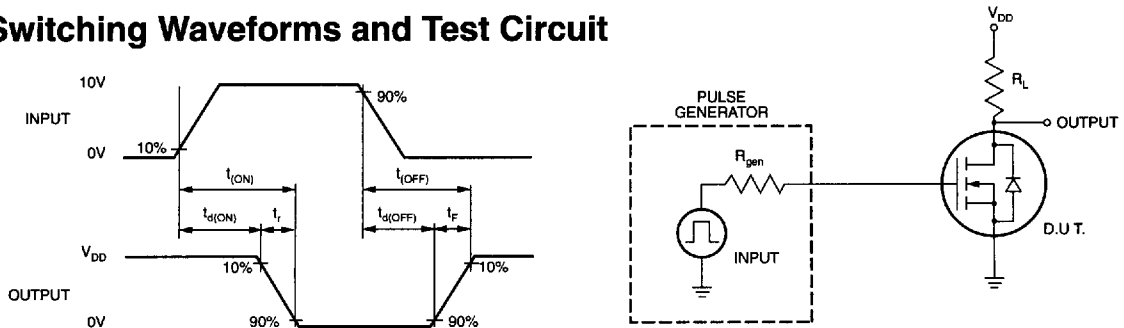 Switching Waveforms and Test Circuit
10V
INPUT
0V
10%
90%
t(ON)
t(OFF)
td(ON)
tr
td(OFF)
tF
VDD
OUTPUT
0V
10%
90%
10%
90%
VDD
RL
OUTPUT
PULSE
GENERATOR
Rgen
INPUT
D.U T.